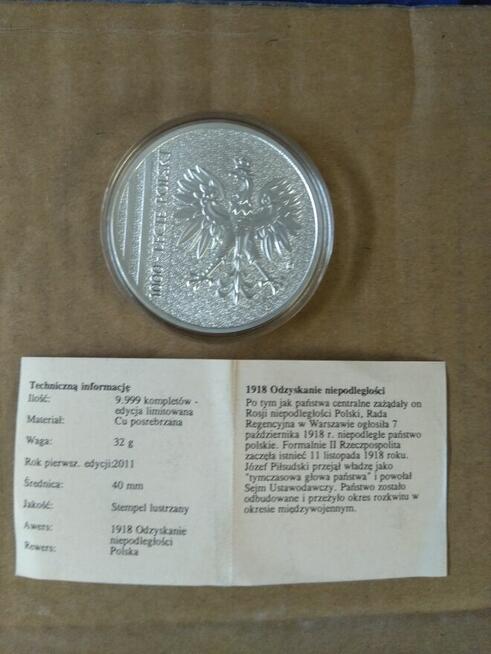 1000-LECIE POLSKI
Techniczną informację
Ilość: 9.999 kompletów -
edycja limitowana
Materiał: Cu posrebrzana
Waga: 32 g
Rok pierwsz. edycji:2011
Średnica: 40 mm
Jakość: Stempel lustrzany
Awers: 1918 Odzyskanie
niepodległości
Rewers: Polska
1918 Odzyskanie niepodległości
Po tym jak państwa centralne zażądały on
Rosji niepodległości Polski, Rada
Regencyjna w Warszawie ogłosiła 7
października 1918 r. niepodległe państwo
polskie. Formalnie II Rzeczpospolita
zaczęła istnieć 11 listopada 1918 roku.
Józef Piłsudski przejął władzę jako
"tymczasowa głowa państwa" i powołał
Sejm Ustawodawczy. Państwo zostało
odbudowane i przeżyło okres rozkwitu w
okresie międzywojennym.